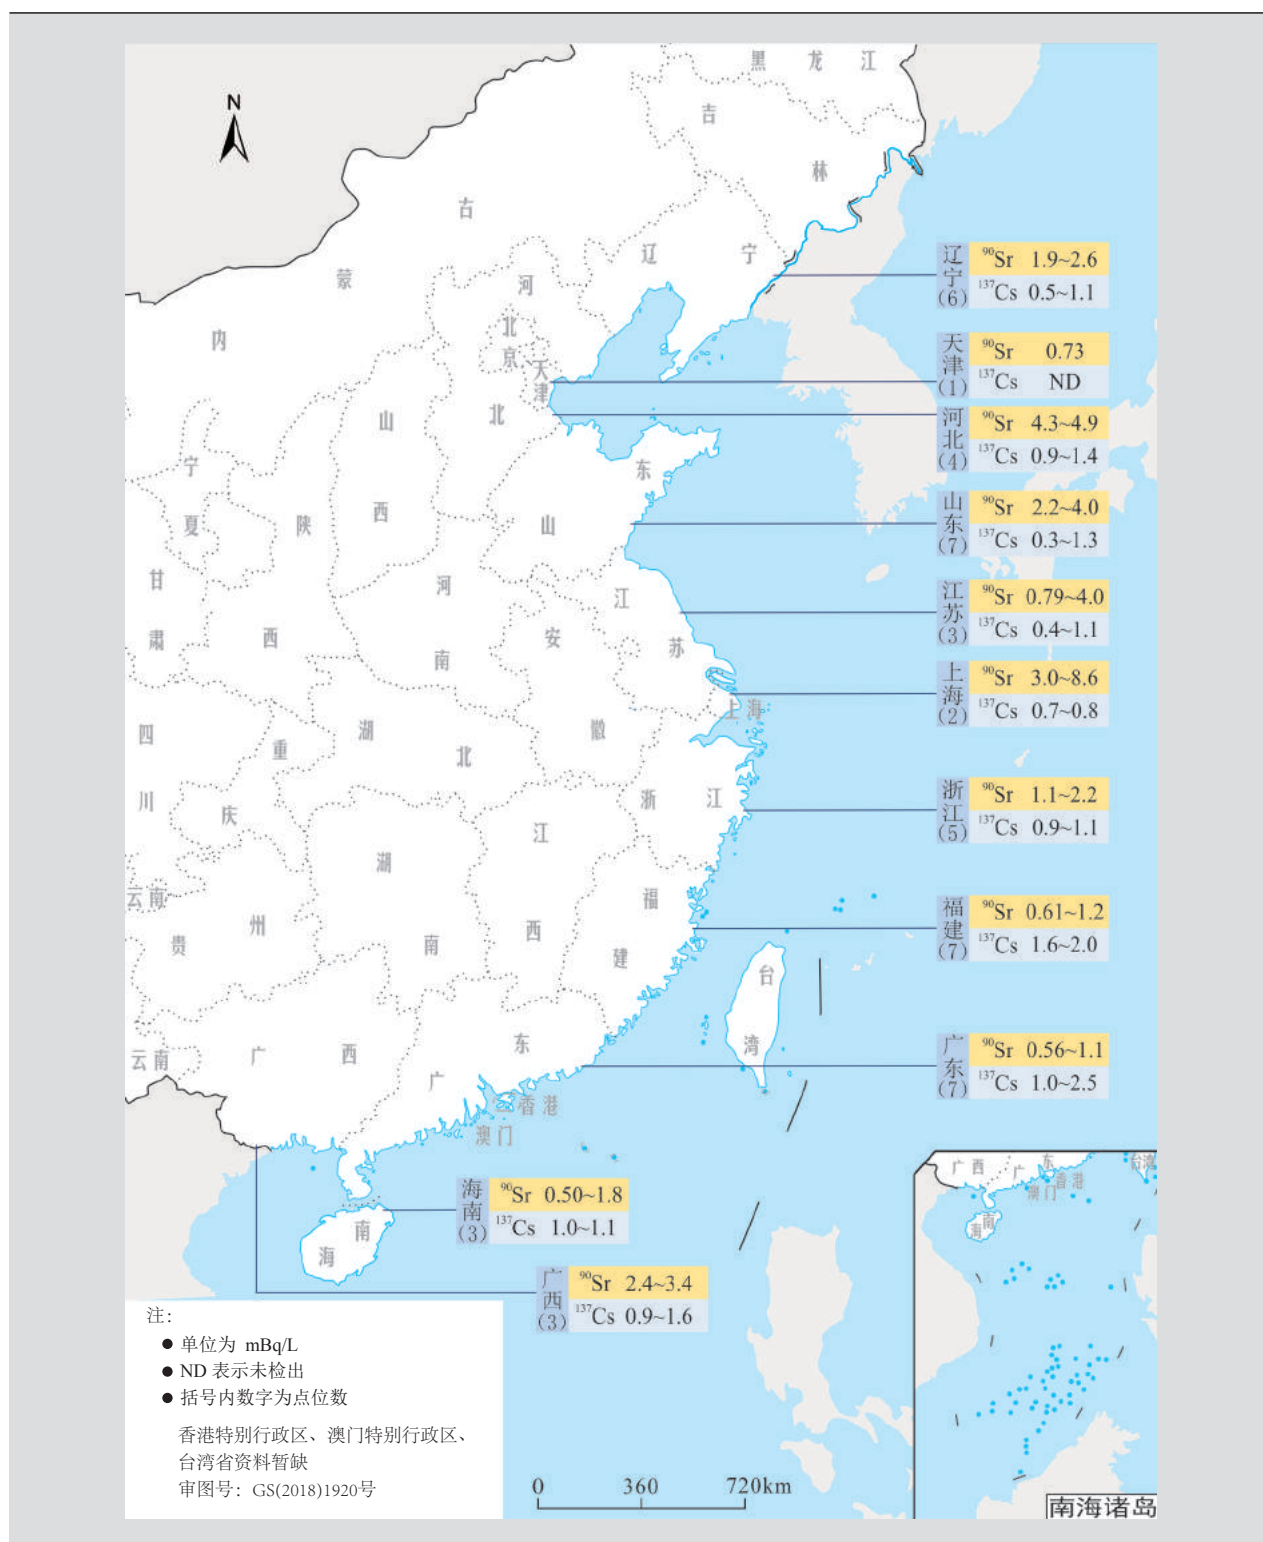 N
黑龙江
吉林
古
辽宁
蒙
河
内
北京
天津
山
北
东
宁
夏
陕
西
山
甘
河
江
肃
西
安
苏
南
上海
四
重
湖
徽
北
川
庆
浙江
江
湖
云南
福
州
贵
南
西
建
台
湾
云南
广
西
东
广
香港
澳门
南
海
辽宁(6)
⁹⁰Sr 1.9~2.6
¹³⁷Cs 0.5~1.1
天津(1)
⁹⁰Sr 0.73
¹³⁷Cs ND
河北(4)
⁹⁰Sr 4.3~4.9
¹³⁷Cs 0.9~1.4
山东(7)
⁹⁰Sr 2.2~4.0
¹³⁷Cs 0.3~1.3
江苏(3)
⁹⁰Sr 0.79~4.0
¹³⁷Cs 0.4~1.1
上海(2)
⁹⁰Sr 3.0~8.6
¹³⁷Cs 0.7~0.8
浙江(5)
⁹⁰Sr 1.1~2.2
¹³⁷Cs 0.9~1.1
福建(7)
⁹⁰Sr 0.61~1.2
¹³⁷Cs 1.6~2.0
广东(7)
⁹⁰Sr 0.56~1.1
¹³⁷Cs 1.0~2.5
海南(3)
⁹⁰Sr 0.50~1.8
¹³⁷Cs 1.0~1.1
广西(3)
⁹⁰Sr 2.4~3.4
¹³⁷Cs 0.9~1.6
广西
广东
台湾
香港
澳门
海南
注：
● 单位为 mBq/L
● ND 表示未检出
● 括号内数字为点位数
香港特别行政区、澳门特别行政区、
台湾省资料暂缺
审图号：GS(2018)1920号
0 360 720km
南海诸岛